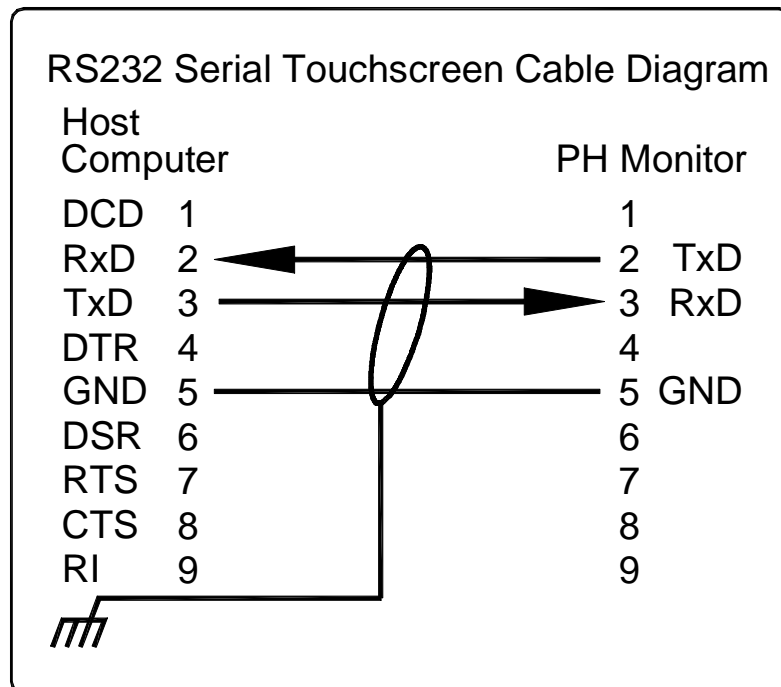 RS232 Serial Touchscreen Cable Diagram
Host
Computer PH Monitor
DCD 1 1
RxD 2 2 TxD
TxD 3 3 RxD
DTR 4 4
GND 5 5 GND
DSR 6 6
RTS 7 7
CTS 8 8
RI 9 9